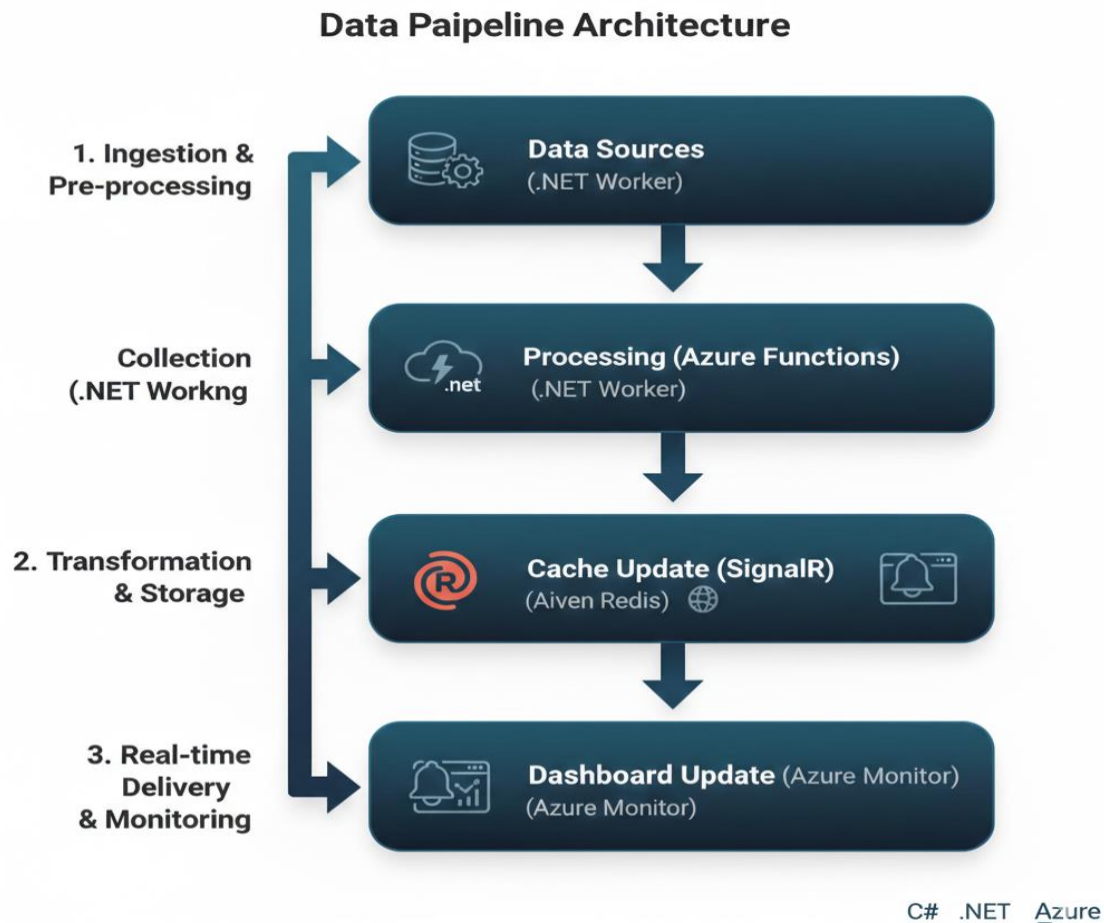 Data Paipeline Architecture
1. Ingestion &
Pre-processing
Data Sources
(.NET Worker)
Collection
(.NET Workng
.net
Processing (Azure Functions)
(.NET Worker)
2. Transformation
& Storage
R
Cache Update (SignalR)
(Aiven Redis)
3. Real-time
Delivery
& Monitoring
Dashboard Update (Azure Monitor)
(Azure Monitor)
C# .NET Azure